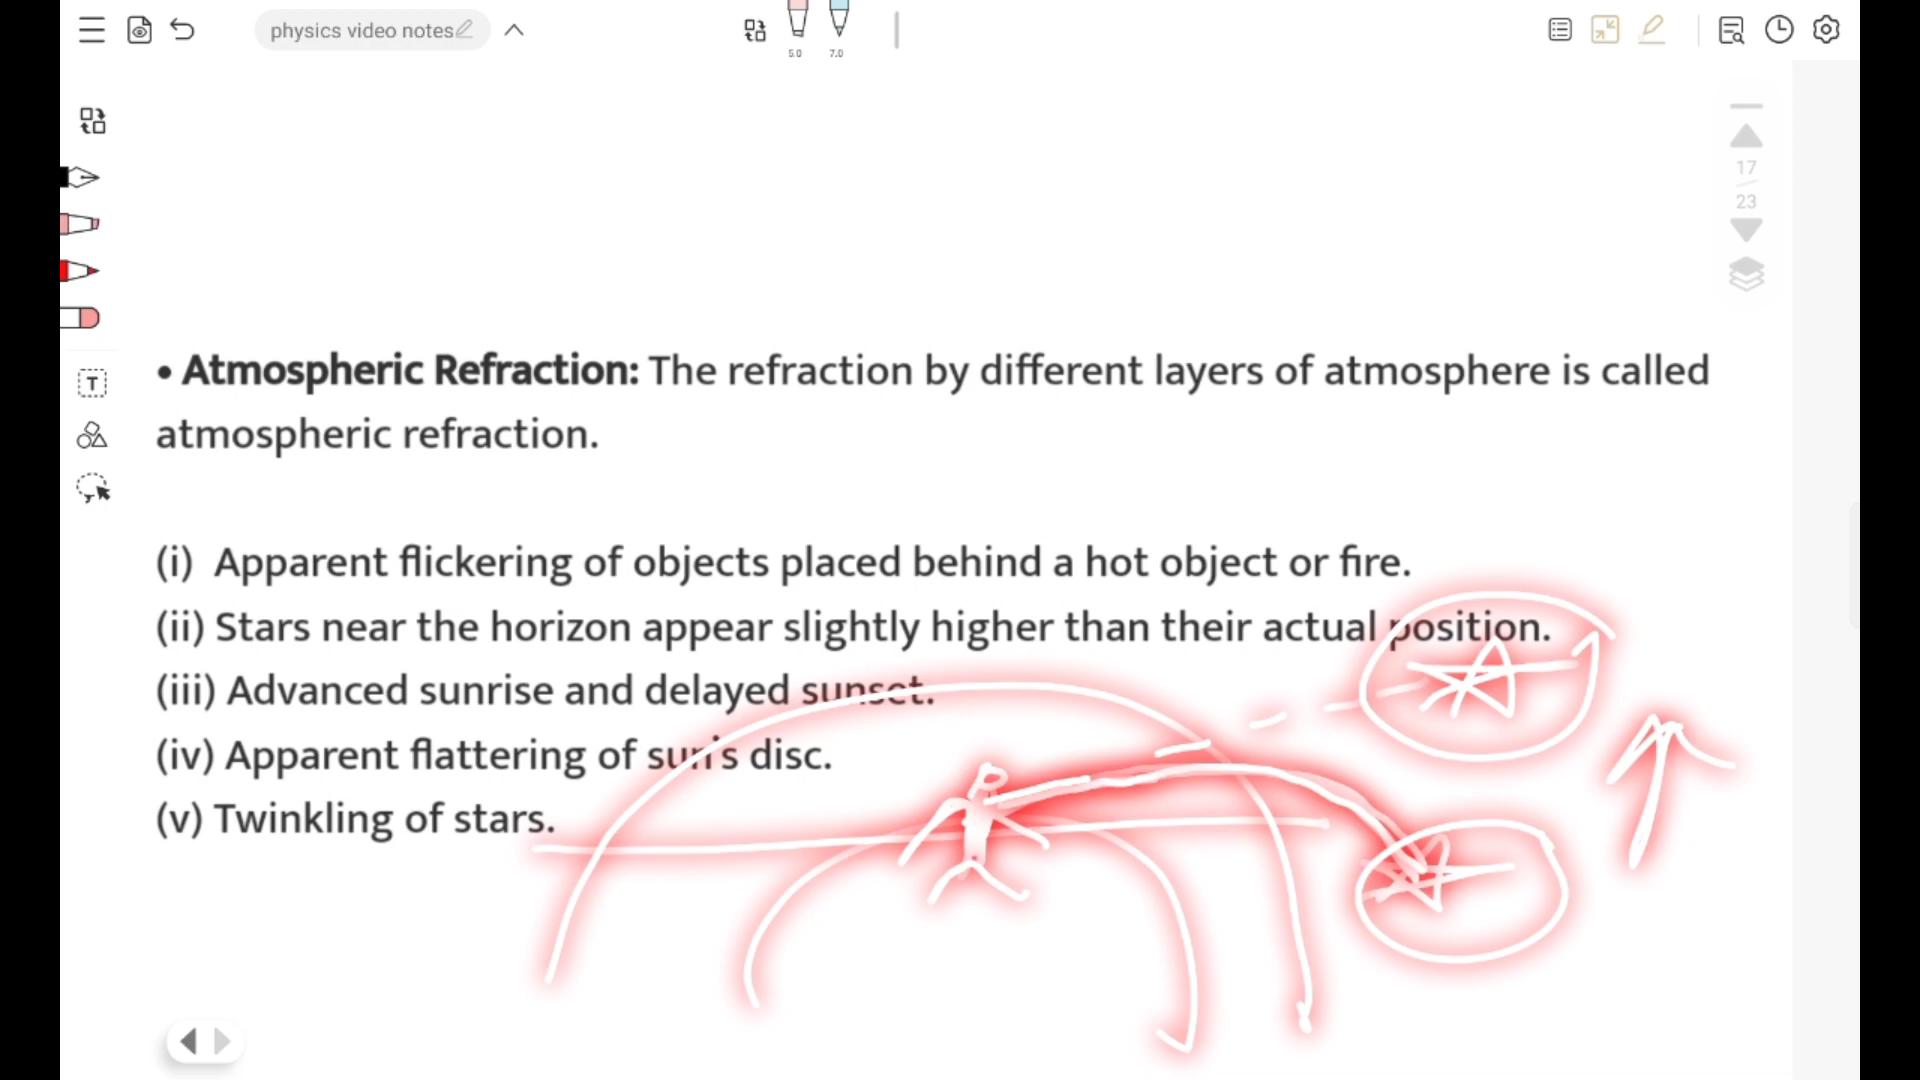 physics video notes
5.0 7.0
17
23
• Atmospheric Refraction: The refraction by different layers of atmosphere is called
atmospheric refraction.
(i) Apparent flickering of objects placed behind a hot object or fire.
(ii) Stars near the horizon appear slightly higher than their actual position.
(iii) Advanced sunrise and delayed sunset.
(iv) Apparent flattering of sun's disc.
(v) Twinkling of stars.